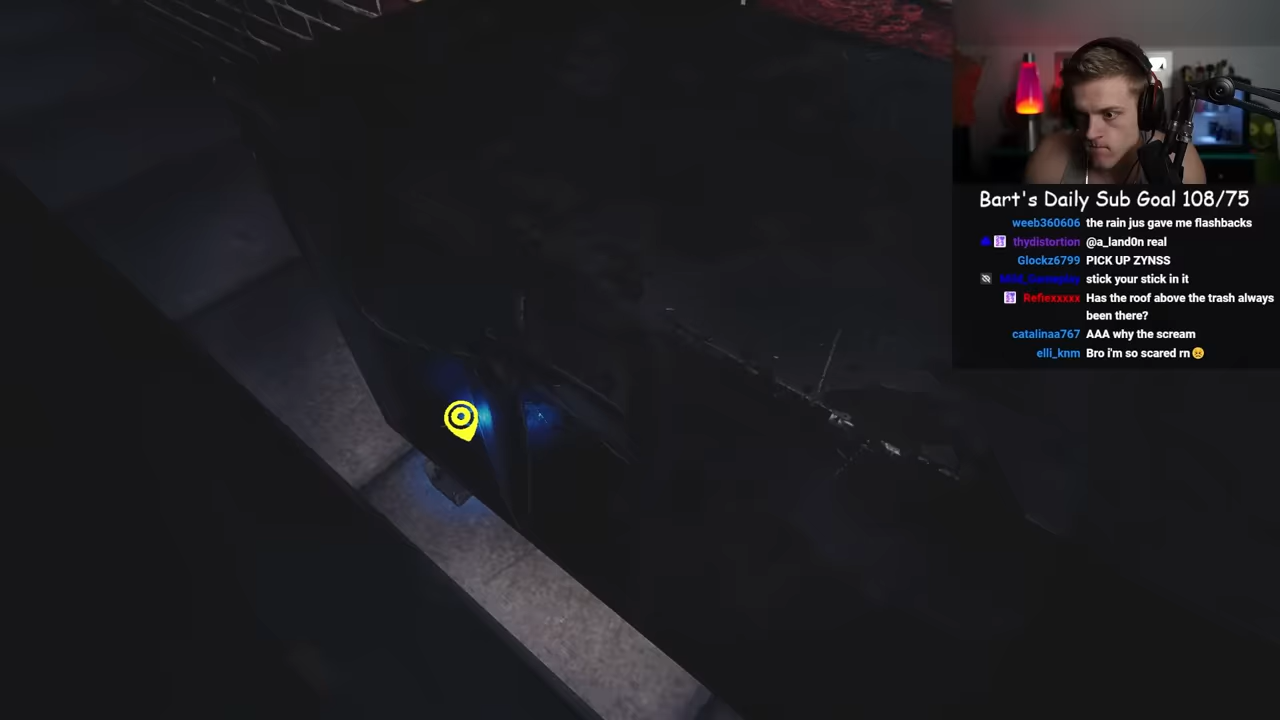 Bart's Daily Sub Goal 108/75
weeb360606 the rain jus gave me flashbacks
thydistortion @a_land0n real
Glockz6799 PICK UP ZYNSS
stick your stick in it
Refiexxxxx Has the roof above the trash always
been there?
catalinaa767 AAA why the scream
elli_knm Bro i'm so scared rn😣